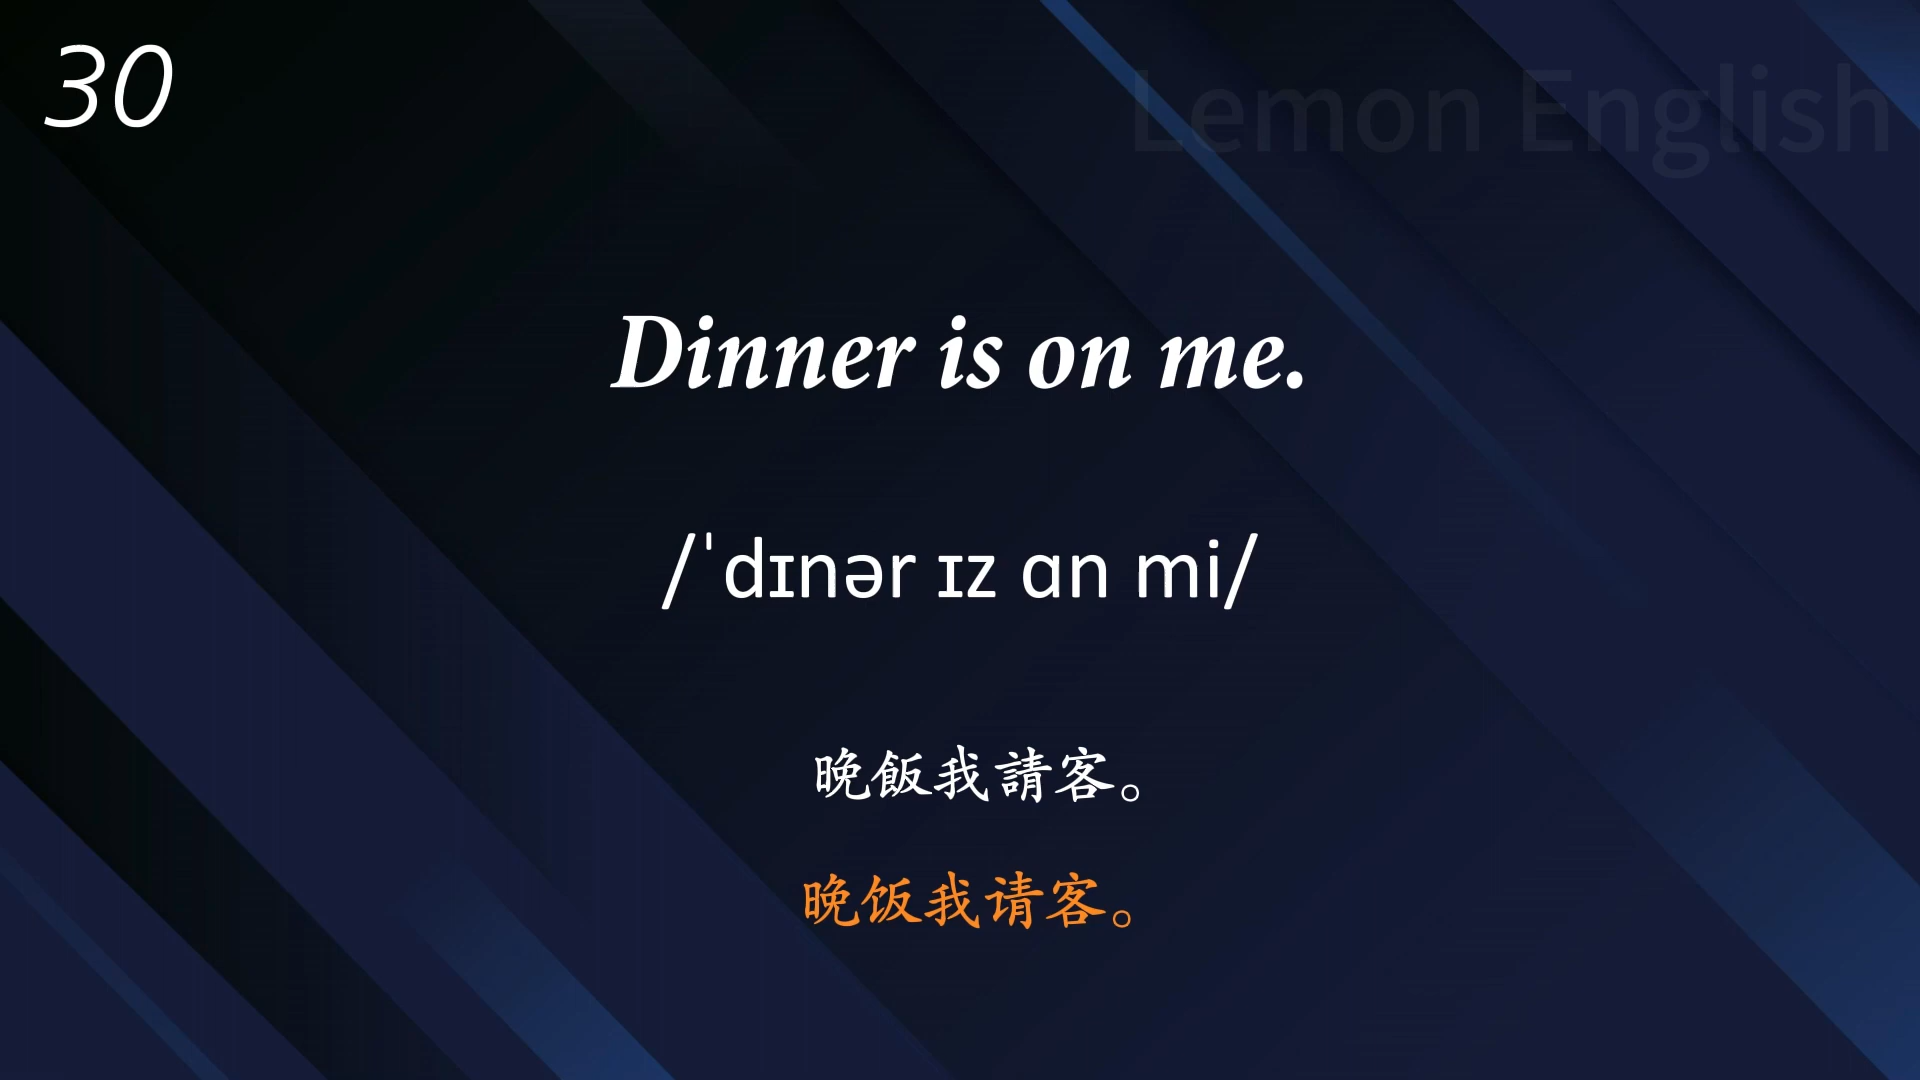 30
Lemon English
Dinner is on me.
/ˈdɪnər ɪz ɑn mi/
晚飯我請客。
晚饭我请客。